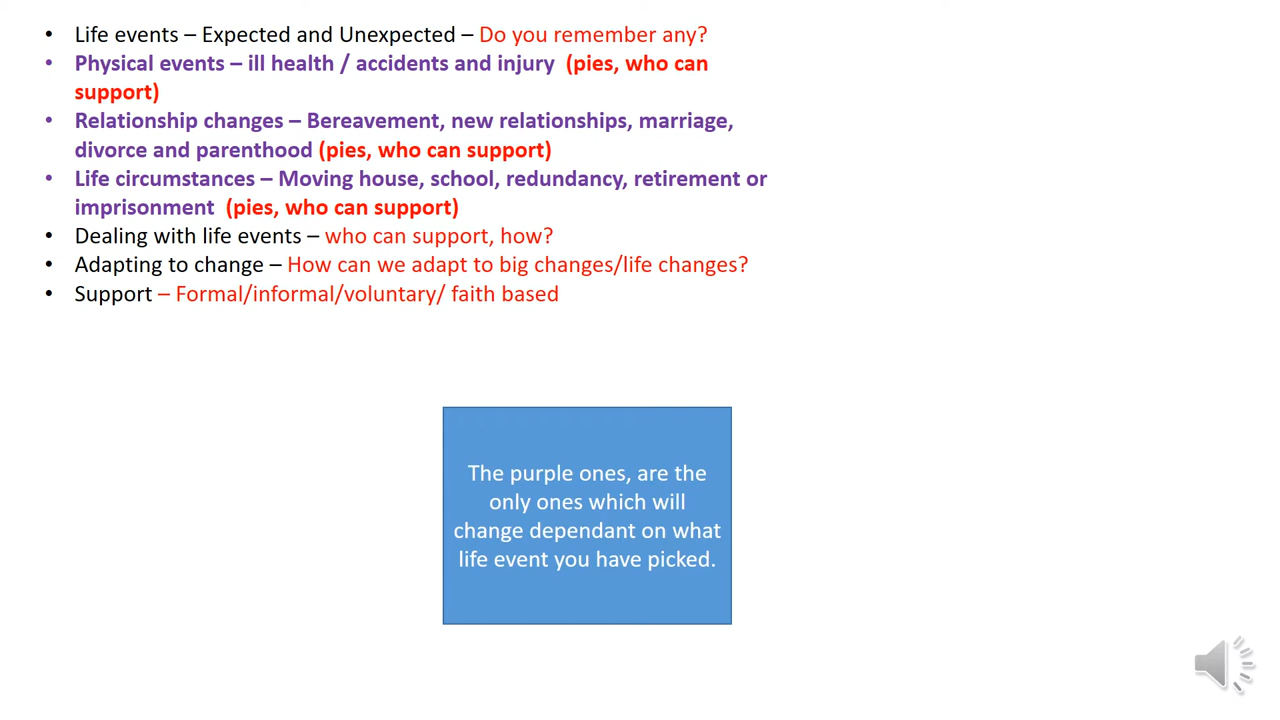 • Life events – Expected and Unexpected – Do you remember any?
• Physical events – ill health / accidents and injury (pies, who can
support)
• Relationship changes – Bereavement, new relationships, marriage,
divorce and parenthood (pies, who can support)
• Life circumstances – Moving house, school, redundancy, retirement or
imprisonment (pies, who can support)
• Dealing with life events – who can support, how?
• Adapting to change – How can we adapt to big changes/life changes?
• Support – Formal/informal/voluntary/ faith based
The purple ones, are the
only ones which will
change dependant on what
life event you have picked.